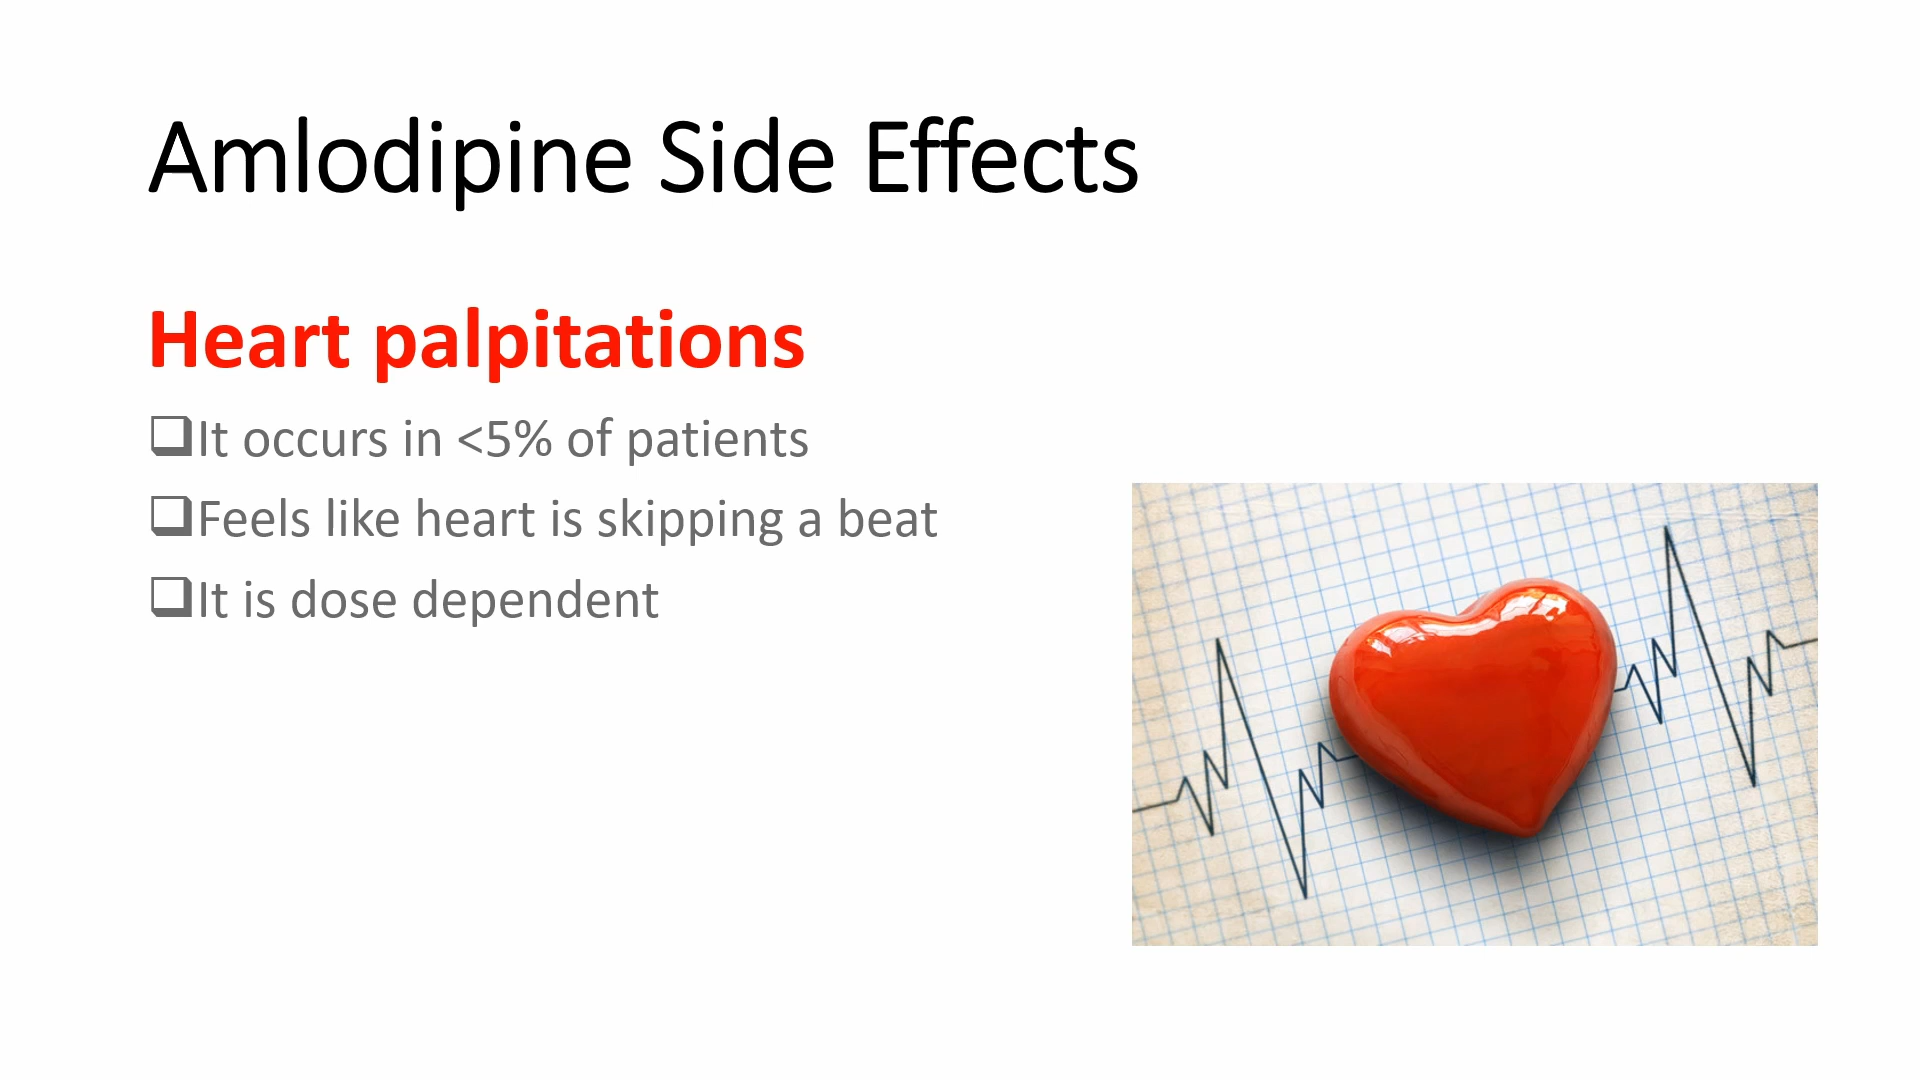 Amlodipine Side Effects
Heart palpitations
❑It occurs in <5% of patients
❑Feels like heart is skipping a beat
❑It is dose dependent